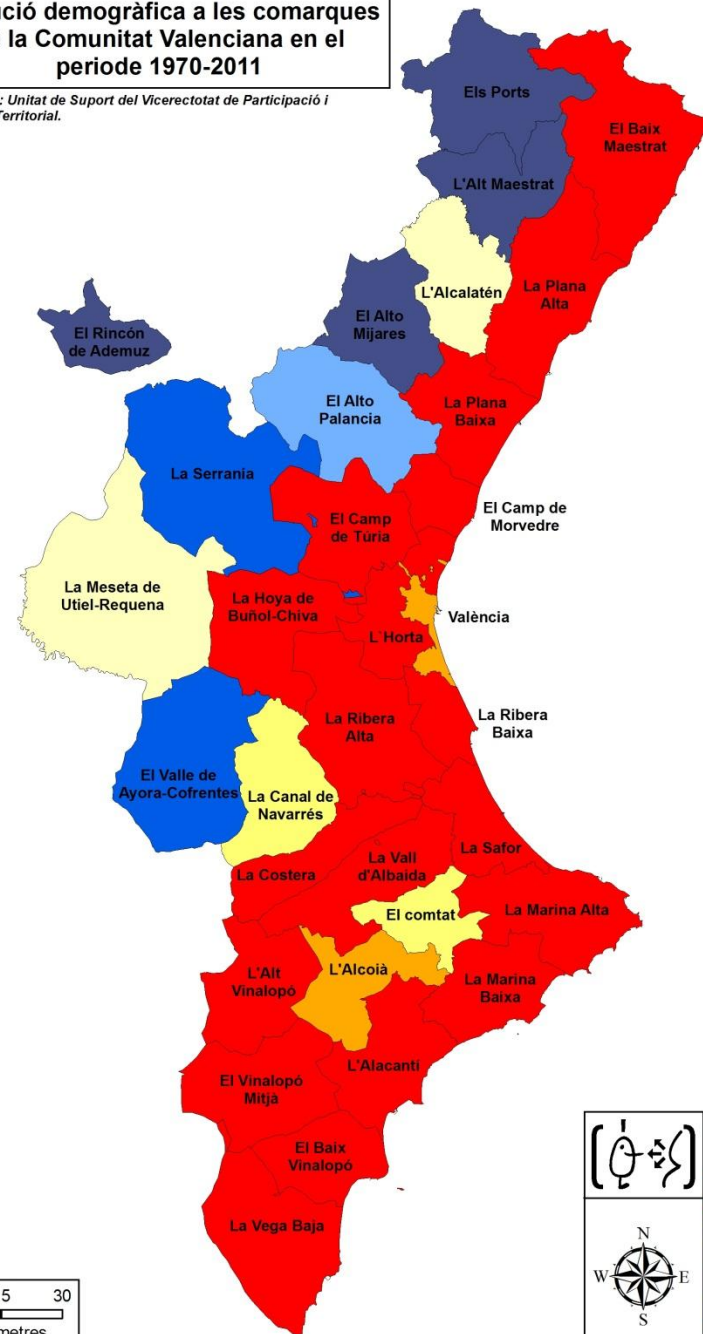 ució demogràfica a les comarques
la Comunitat Valenciana en el
periode 1970-2011
: Unitat de Suport del Vicerectotat de Participació i
Territorial.
Els Ports
El Baix
Maestrat
L'Alt Maestrat
L'Alcalatén
La Plana
Alta
El Rincón
de Ademuz
El Alto
Mijares
El Alto
Palancia
La Plana
Baixa
La Serranía
El Camp de
Morvedre
El Camp
de Túria
La Meseta de
Utiel-Requena
La Hoya de
Buñol-Chiva
València
L'Horta
La Ribera
Baixa
La Ribera
Alta
El Valle de
Ayora-Cofrentes
La Canal de
Navarrés
La Safor
La Vall
d'Albaida
La Costera
La Marina Alta
El comtat
L'Alcoià
L'Alt
Vinalopó
La Marina
Baixa
L'Alacantí
El Vinalopó
Mitjà
El Baix
Vinalopó
La Vega Baja
N
W E
S
5 30
metres